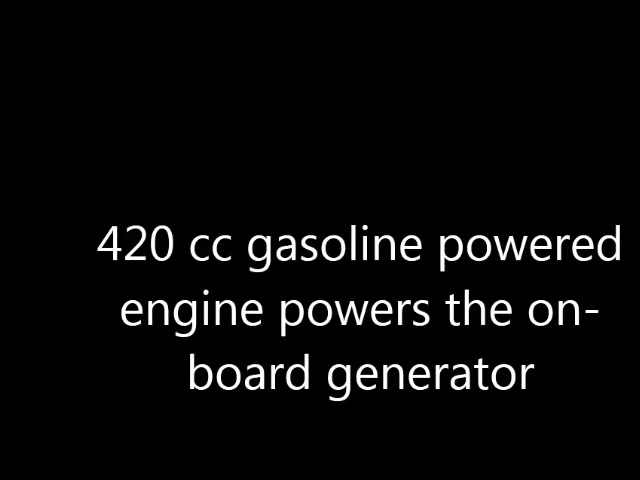 420 cc gasoline powered
engine powers the on-
board generator